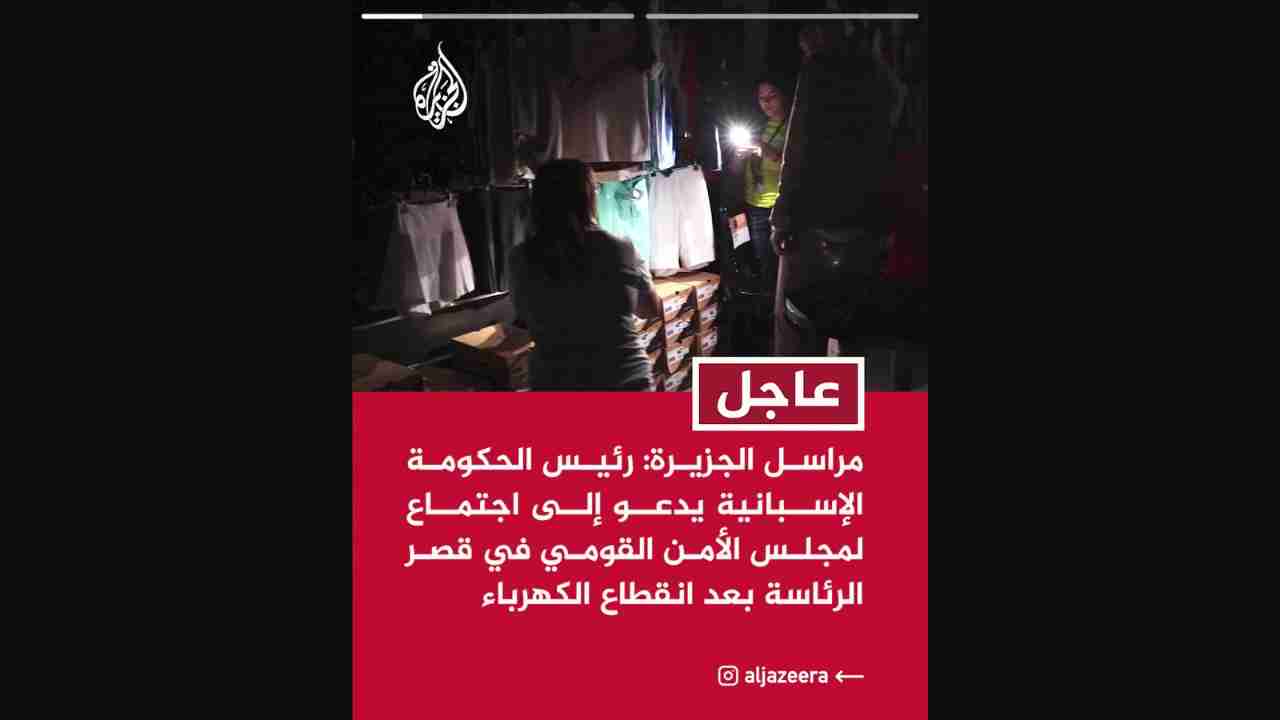 الجزيرة
عاجل
مراسل الجزيرة: رئيس الحكومة
الإسبانية يدعو إلى اجتماع
لمجلس الأمن القومي في قصر
الرئاسة بعد انقطاع الكهرباء
aljazeera